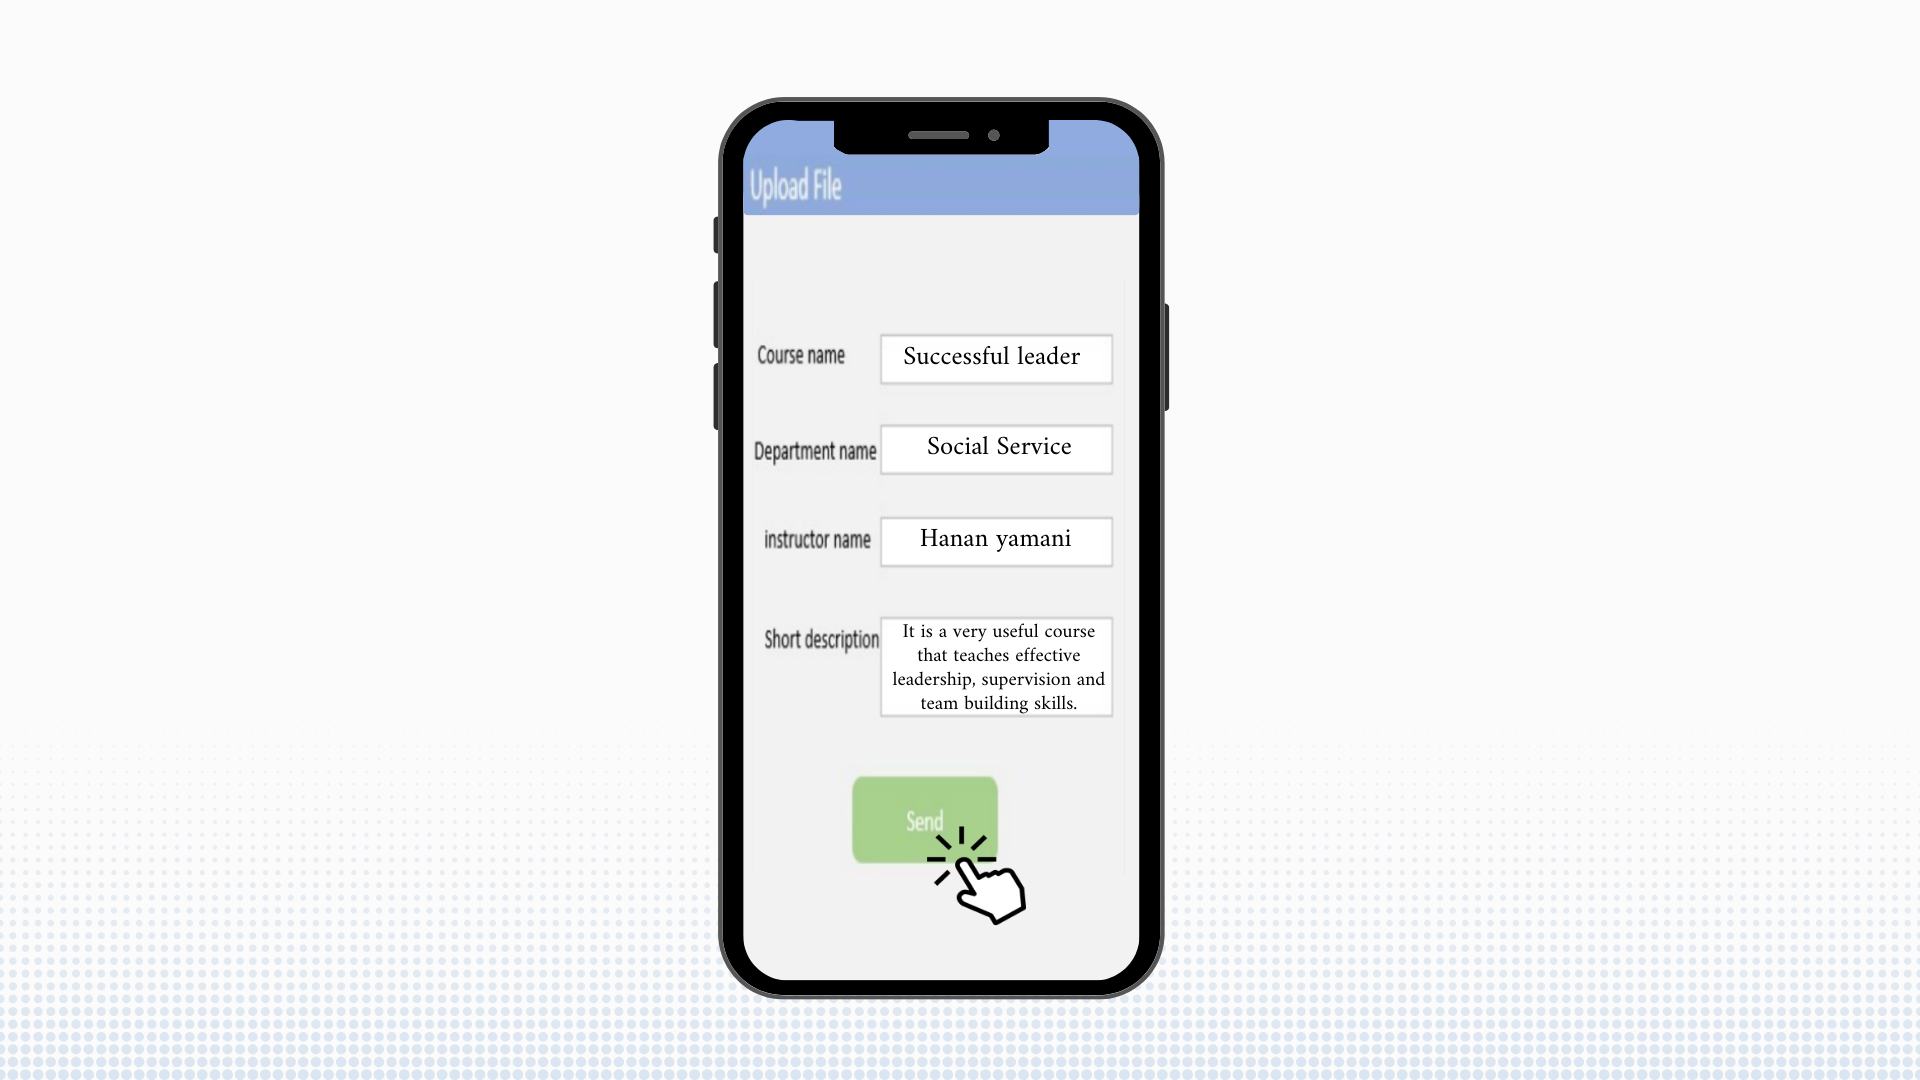 Upload File
Course name
Successful leader
Department name
Social Service
instructor name
Hanan yamani
Short description
It is a very useful course
that teaches effective
leadership, supervision and
team building skills.
Send